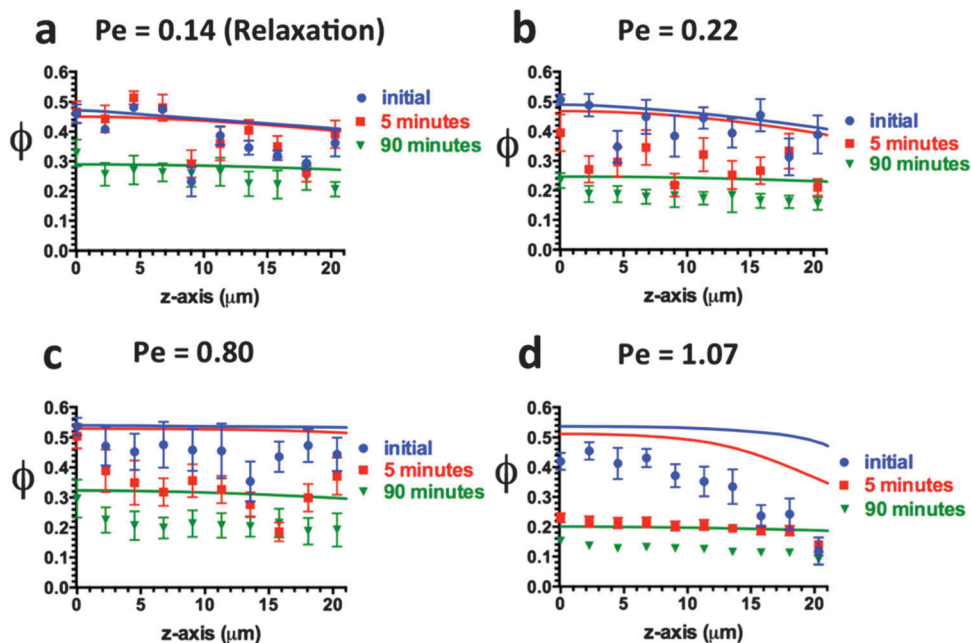 a Pe = 0.14 (Relaxation)
0.6
0.5
0.4
0.3
0.2
0.1
0.0
ϕ
0 5 10 15 20
z-axis (μm)
initial
5 minutes
90 minutes
b Pe = 0.22
0.6
0.5
0.4
0.3
0.2
0.1
0.0
ϕ
0 5 10 15 20
z-axis (μm)
initial
5 minutes
90 minutes
c Pe = 0.80
0.6
0.5
0.4
0.3
0.2
0.1
0.0
ϕ
0 5 10 15 20
z-axis (μm)
initial
5 minutes
90 minutes
d Pe = 1.07
0.6
0.5
0.4
0.3
0.2
0.1
0.0
ϕ
0 5 10 15 20
z-axis (μm)
initial
5 minutes
90 minutes